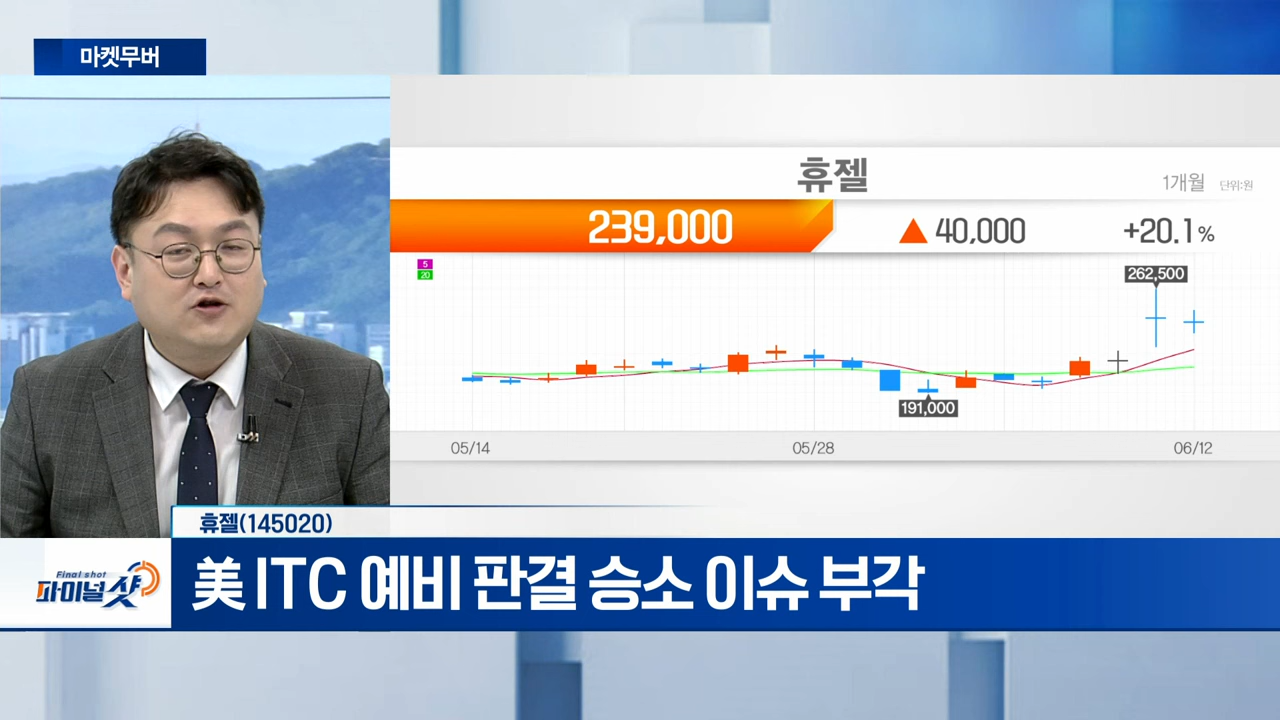 마켓무버
휴젤
1개월 단위:원
239,000 ▲ 40,000 +20.1%
5
20
262,500
191,000
05/14 05/28 06/12
휴젤(145020)
Final shot
파이널샷
美 ITC 예비 판결 승소 이슈 부각